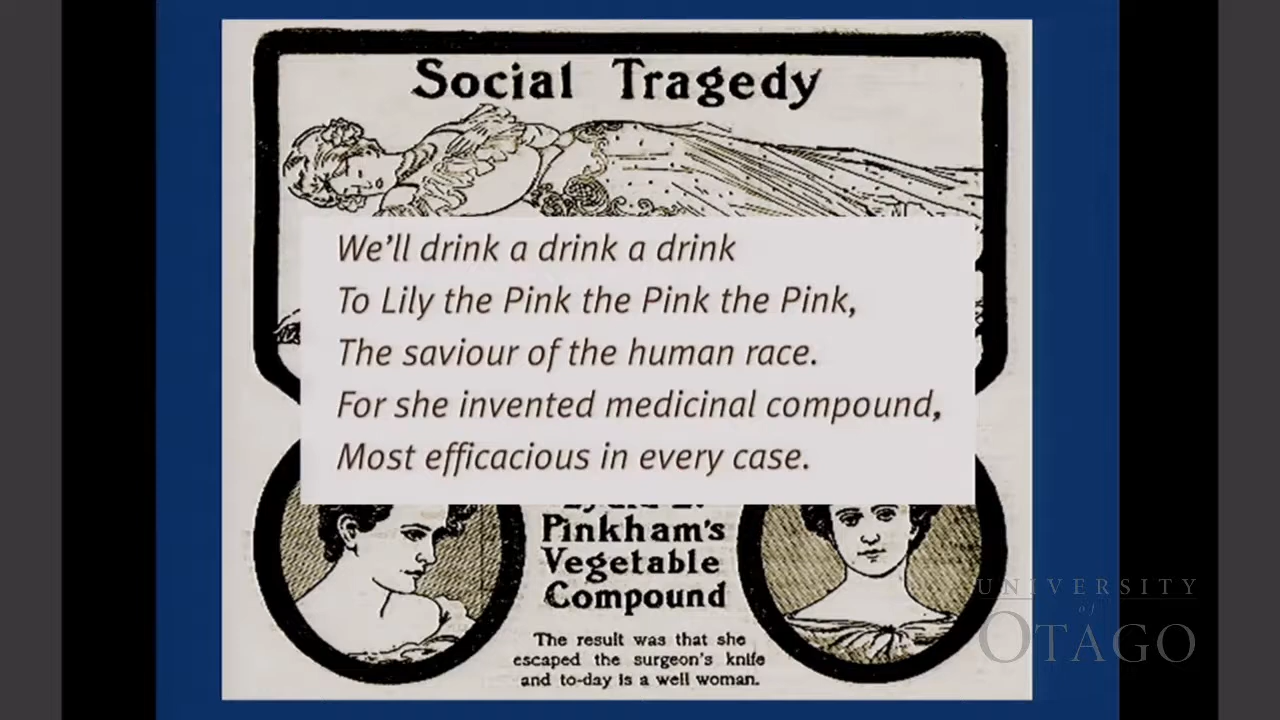 Social Tragedy
We'll drink a drink a drink
To Lily the Pink the Pink the Pink,
The saviour of the human race.
For she invented medicinal compound,
Most efficacious in every case.
Pinkham's
Vegetable
Compound
The result was that she
escaped the surgeon's knife
and to-day is a well woman.
UNIVERSITY
of
OTAGO